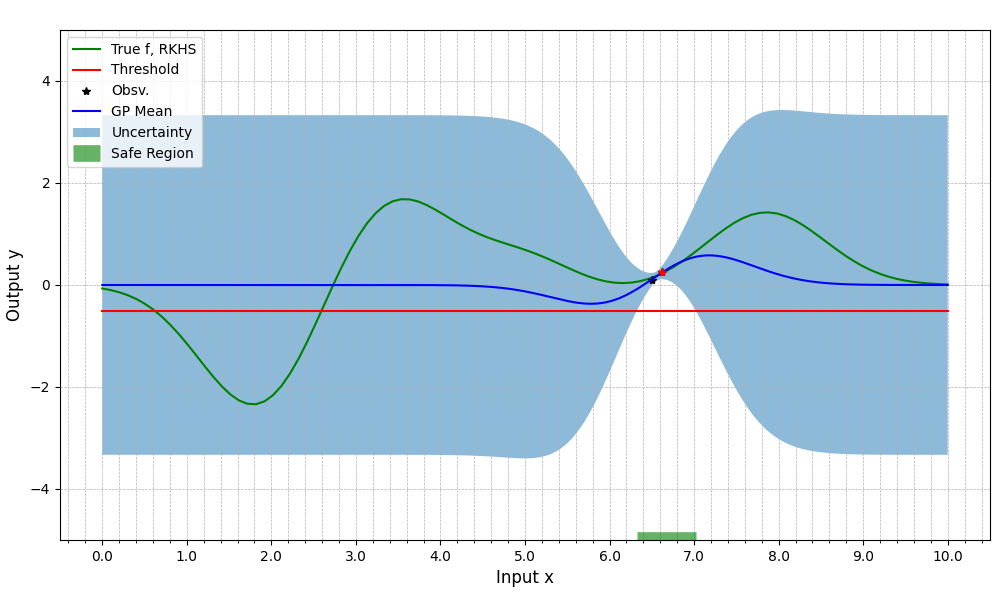 True f, RKHS
Threshold
Obsv.
GP Mean
Uncertainty
Safe Region
Output y
4
2
0
−2
−4
0.0 1.0 2.0 3.0 4.0 5.0 6.0 7.0 8.0 9.0 10.0
Input x